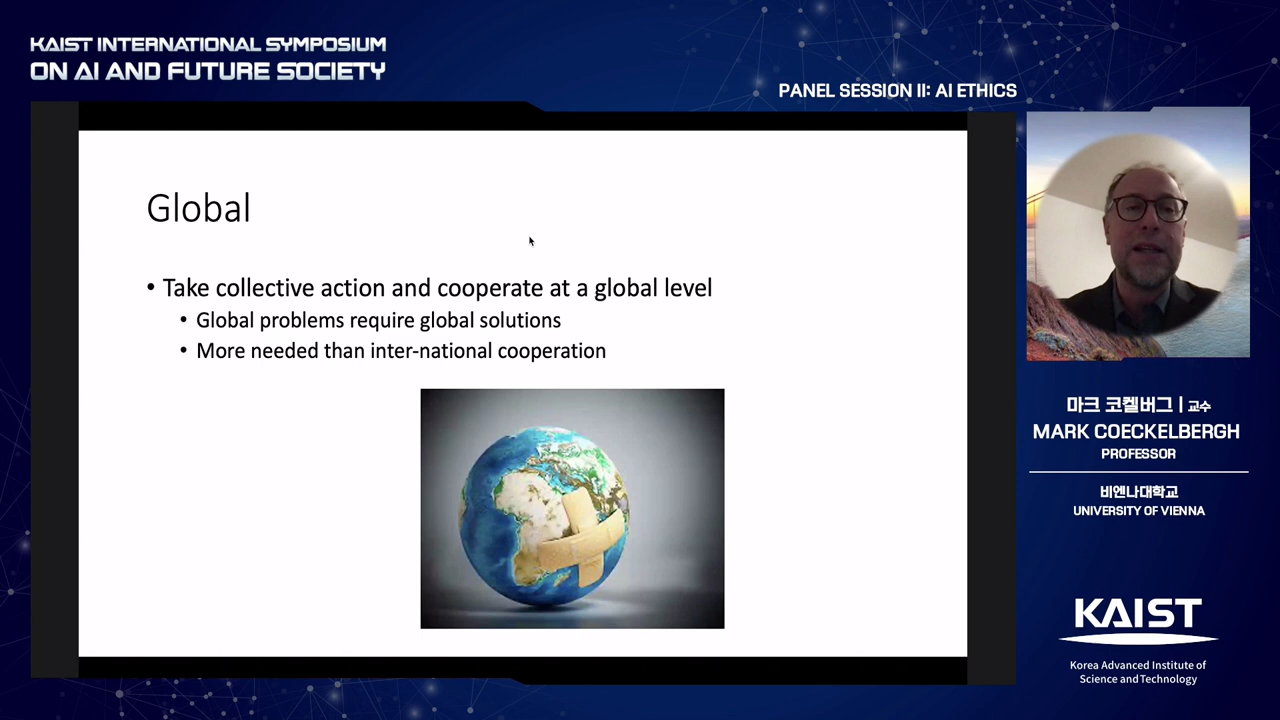 KAIST INTERNATIONAL SYMPOSIUM
ON AI AND FUTURE SOCIETY
PANEL SESSION II: AI ETHICS
Global
• Take collective action and cooperate at a global level
• Global problems require global solutions
• More needed than inter-national cooperation
마크 코켈버그 | 교수
MARK COECKELBERGH
PROFESSOR
비엔나대학교
UNIVERSITY OF VIENNA
KAIST
Korea Advanced Institute of
Science and Technology